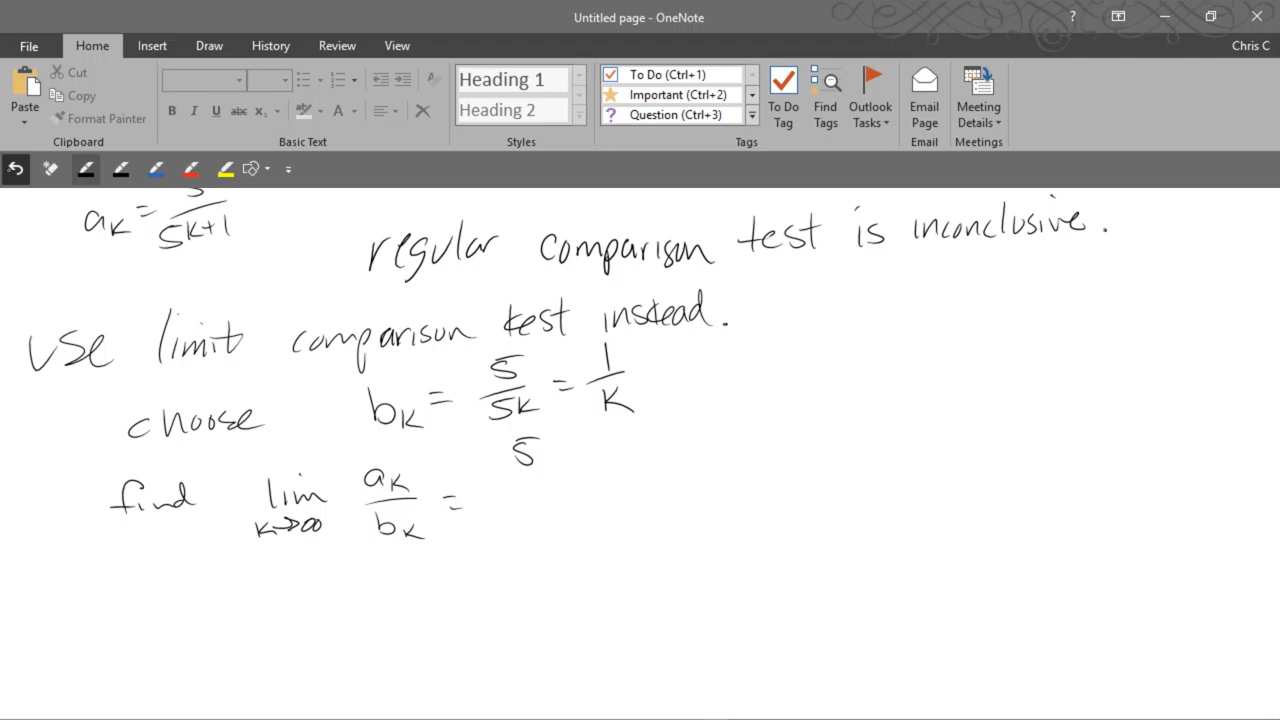 Untitled page - OneNote
?
File Home Insert Draw History Review View Chris C
Paste
Cut
Copy
Format Painter
B I U abc x₂ A
Heading 1
Heading 2
To Do (Ctrl+1)
Important (Ctrl+2)
? Question (Ctrl+3)
To Do Tag
Find Tags
Outlook Tasks
Email Page
Meeting Details
Clipboard Basic Text Styles Tags Email Meetings
aₖ = 5/(5k+1)
regular comparison test is inconclusive.
Use limit comparison test instead.
choose bₖ = 5/5k = 1/k
5
find lim k→∞ aₖ/bₖ =